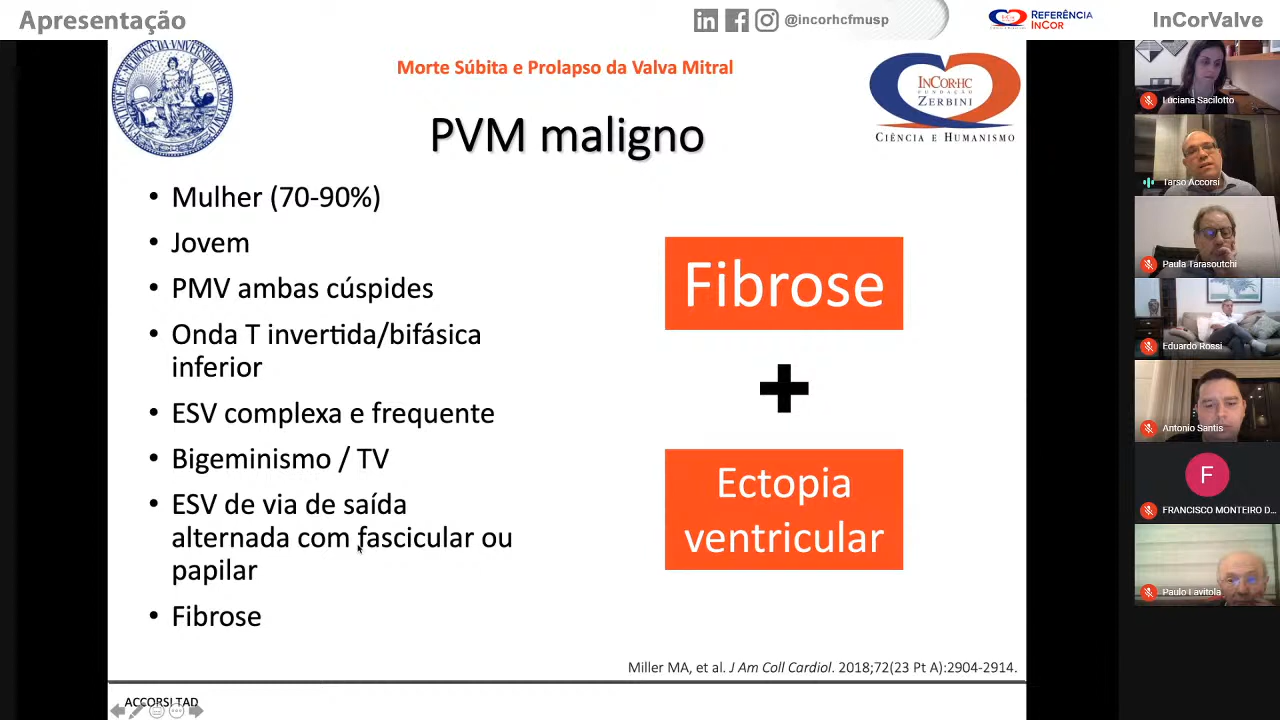 Apresentação
@incorhcfmusp
REFERÊNCIA
INCOR
InCorValve
Morte Súbita e Prolapso da Valva Mitral
INCOR·HC
FUNDAÇÃO
ZERBINI
CIÊNCIA E HUMANISMO
PVM maligno
• Mulher (70-90%)
• Jovem
• PMV ambas cúspides
• Onda T invertida/bifásica
inferior
• ESV complexa e frequente
• Bigeminismo / TV
• ESV de via de saída
alternada com fascicular ou
papilar
• Fibrose
Fibrose
+
Ectopia
ventricular
Miller MA, et al. J Am Coll Cardiol. 2018;72(23 Pt A):2904-2914.
ACCORSI TAD
Luciana Sacilotto
Tarso Accorsi
Paula Tarasoutchi
Eduardo Rossi
Antonio Santis
F
FRANCISCO MONTEIRO D...
Paulo Lavitola